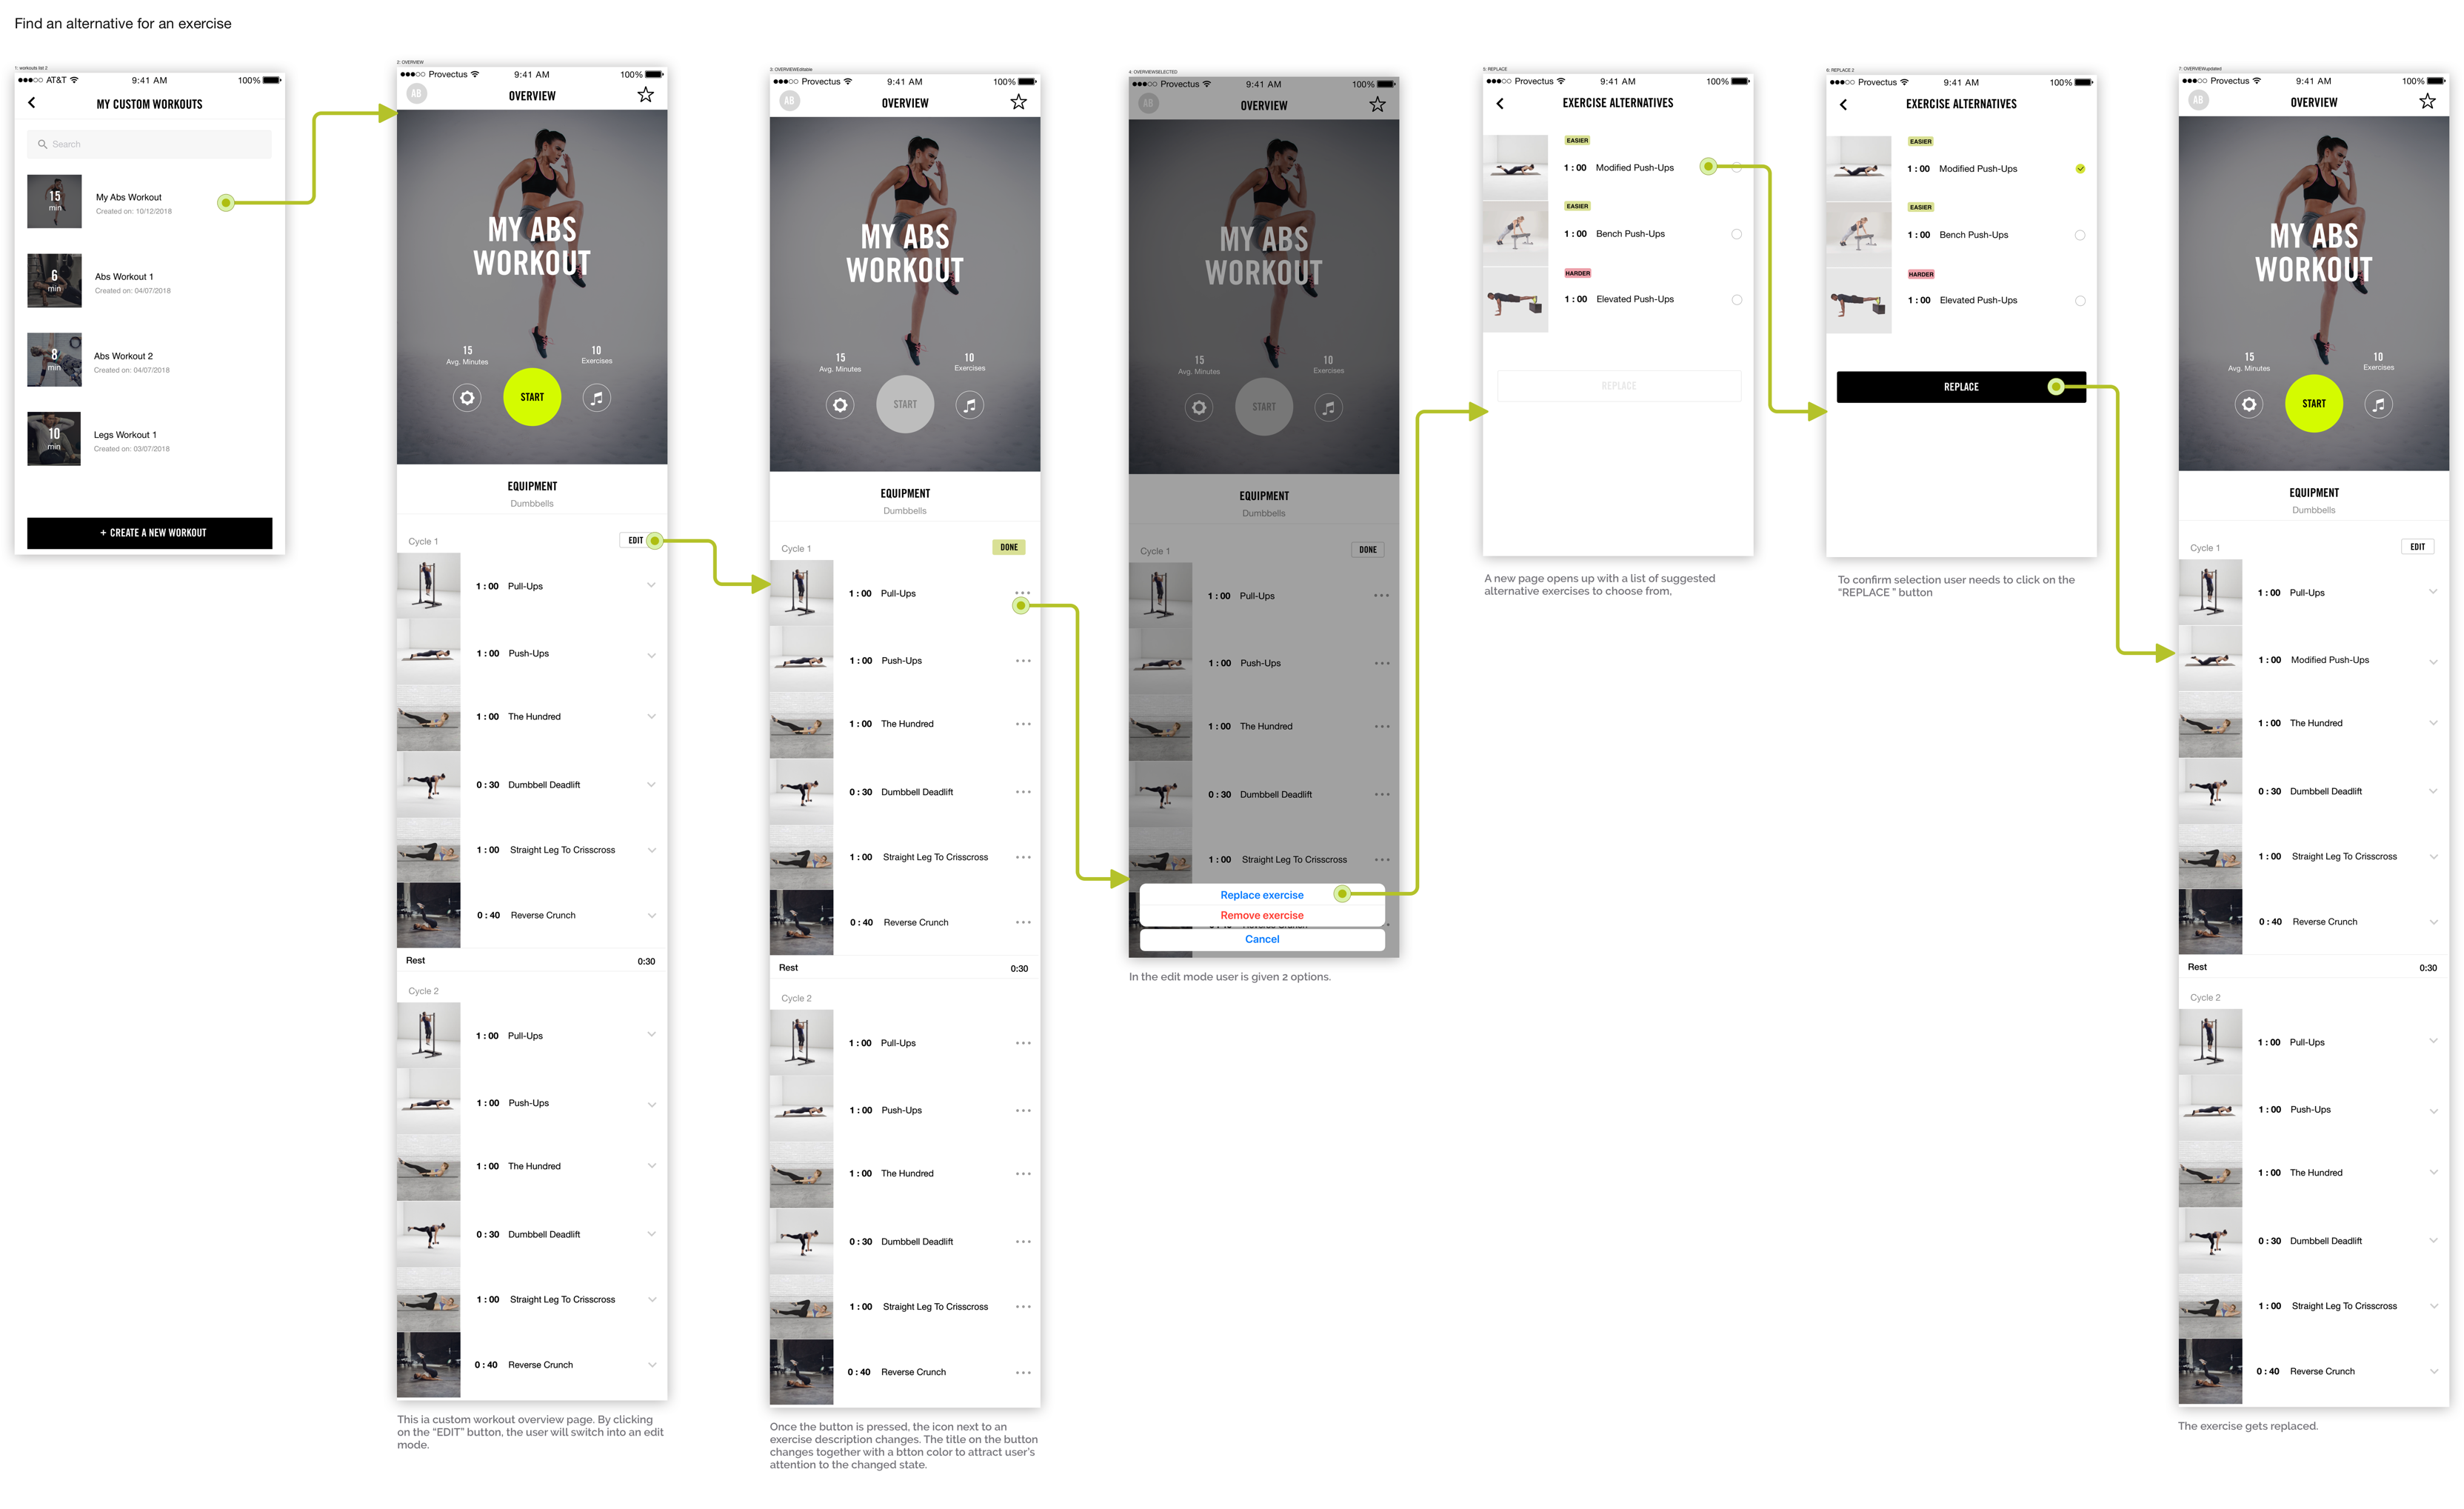 Find an alternative for an exercise
1: workouts list 2
AT&T 9:41 AM 100%
MY CUSTOM WORKOUTS
Search
15 min
My Abs Workout
Created on: 10/12/2018
6 min
Abs Workout 1
Created on: 04/07/2018
8 min
Abs Workout 2
Created on: 04/07/2018
10 min
Legs Workout 1
Created on: 03/07/2018
+ CREATE A NEW WORKOUT
2: OVERVIEW
Provectus 9:41 AM 100%
AB
OVERVIEW
MY ABS
WORKOUT
15 10
Avg. Minutes Exercises
START
EQUIPMENT
Dumbbells
Cycle 1 EDIT
1 : 00 Pull-Ups
1 : 00 Push-Ups
1 : 00 The Hundred
0 : 30 Dumbbell Deadlift
1 : 00 Straight Leg To Crisscross
0 : 40 Reverse Crunch
Rest 0:30
Cycle 2
1 : 00 Pull-Ups
1 : 00 Push-Ups
1 : 00 The Hundred
0 : 30 Dumbbell Deadlift
1 : 00 Straight Leg To Crisscross
0 : 40 Reverse Crunch
This ia custom workout overview page. By clicking
on the “EDIT” button, the user will switch into an edit
mode.
3: OVERVIEWEditable
Provectus 9:41 AM 100%
AB
OVERVIEW
MY ABS
WORKOUT
15 10
Avg. Minutes Exercises
START
EQUIPMENT
Dumbbells
Cycle 1 DONE
1 : 00 Pull-Ups
1 : 00 Push-Ups
1 : 00 The Hundred
0 : 30 Dumbbell Deadlift
1 : 00 Straight Leg To Crisscross
0 : 40 Reverse Crunch
Rest 0:30
Cycle 2
1 : 00 Pull-Ups
1 : 00 Push-Ups
1 : 00 The Hundred
0 : 30 Dumbbell Deadlift
1 : 00 Straight Leg To Crisscross
0 : 40 Reverse Crunch
Once the button is pressed, the icon next to an
exercise description changes. The title on the button
changes together with a btton color to attract user’s
attention to the changed state.
4: OVERVIEWSELECTED
Provectus 9:41 AM 100%
AB
OVERVIEW
MY ABS
WORKOUT
15 10
Avg. Minutes Exercises
START
EQUIPMENT
Dumbbells
Cycle 1 DONE
1 : 00 Pull-Ups
1 : 00 Push-Ups
1 : 00 The Hundred
0 : 30 Dumbbell Deadlift
1 : 00 Straight Leg To Crisscross
Replace exercise
Remove exercise
Cancel
In the edit mode user is given 2 options.
5: REPLACE
Provectus 9:41 AM 100%
EXERCISE ALTERNATIVES
EASIER
1 : 00 Modified Push-Ups
EASIER
1 : 00 Bench Push-Ups
HARDER
1 : 00 Elevated Push-Ups
REPLACE
A new page opens up with a list of suggested
alternative exercises to choose from,
6: REPLACE 2
Provectus 9:41 AM 100%
EXERCISE ALTERNATIVES
EASIER
1 : 00 Modified Push-Ups
EASIER
1 : 00 Bench Push-Ups
HARDER
1 : 00 Elevated Push-Ups
REPLACE
To confirm selection user needs to click on the
“REPLACE ” button
7: OVERVIEWupdated
Provectus 9:41 AM 100%
AB
OVERVIEW
MY ABS
WORKOUT
15 10
Avg. Minutes Exercises
START
EQUIPMENT
Dumbbells
Cycle 1 EDIT
1 : 00 Pull-Ups
1 : 00 Modified Push-Ups
1 : 00 The Hundred
0 : 30 Dumbbell Deadlift
1 : 00 Straight Leg To Crisscross
0 : 40 Reverse Crunch
Rest 0:30
Cycle 2
1 : 00 Pull-Ups
1 : 00 Push-Ups
1 : 00 The Hundred
0 : 30 Dumbbell Deadlift
1 : 00 Straight Leg To Crisscross
0 : 40 Reverse Crunch
The exercise gets replaced.